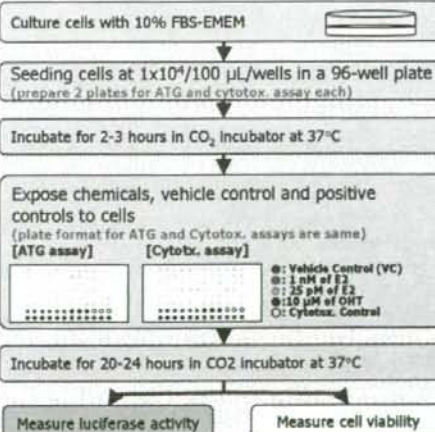 Culture cells with 10% FBS-EMEM
Seeding cells at 1x10⁴/100 µL/wells in a 96-well plate
(prepare 2 plates for ATG and cytotox. assay each)
Incubate for 2-3 hours in CO₂ incubator at 37°C
Expose chemicals, vehicle control and positive
controls to cells
(plate format for ATG and Cytotox. assays are same)
[ATG assay] [Cytotx. assay]
: Vehicle Control (VC)
: 1 nM of E2
: 25 pM of E2
: 10 µM of OHT
: Cytotox. Control
Incubate for 20-24 hours in CO2 incubator at 37°C
Measure luciferase activity Measure cell viability